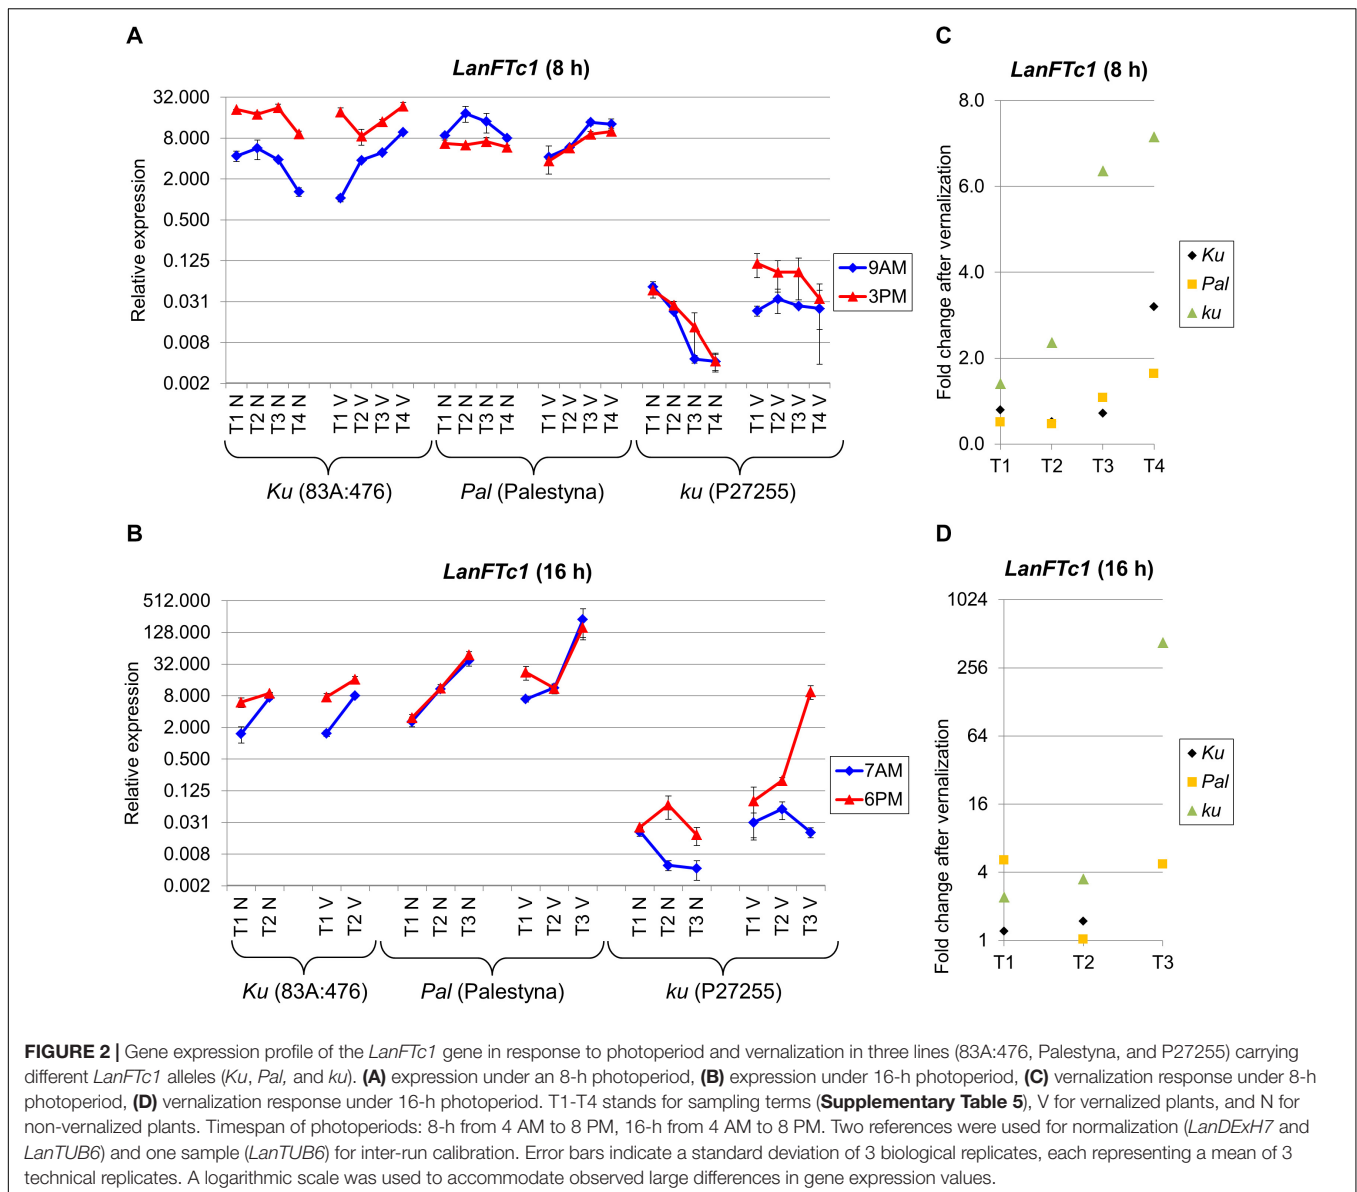 A
LanFTc1 (8 h)
Relative expression
32.000
8.000
2.000
0.500
0.125
0.031
0.008
0.002
9AM
3PM
T1 N
T2 N
T3 N
T4 N
T1 V
T2 V
T3 V
T4 V
T1 N
T2 N
T3 N
T4 N
T1 V
T2 V
T3 V
T4 V
T1 N
T2 N
T3 N
T4 N
T1 V
T2 V
T3 V
T4 V
Ku (83A:476)
Pal (Palestyna)
ku (P27255)
C
LanFTc1 (8 h)
Fold change after vernalization
8.0
6.0
4.0
2.0
0.0
T1
T2
T3
T4
Ku
Pal
ku
B
LanFTc1 (16 h)
Relative expression
512.000
128.000
32.000
8.000
2.000
0.500
0.125
0.031
0.008
0.002
7AM
6PM
T1 N
T2 N
T1 V
T2 V
T1 N
T2 N
T3 N
T1 V
T2 V
T3 V
T1 N
T2 N
T3 N
T1 V
T2 V
T3 V
Ku (83A:476)
Pal (Palestyna)
ku (P27255)
D
LanFTc1 (16 h)
Fold change after vernalization
1024
256
64
16
4
1
T1
T2
T3
Ku
Pal
ku
FIGURE 2 | Gene expression profile of the LanFTc1 gene in response to photoperiod and vernalization in three lines (83A:476, Palestyna, and P27255) carrying
different LanFTc1 alleles (Ku, Pal, and ku). (A) expression under an 8-h photoperiod, (B) expression under 16-h photoperiod, (C) vernalization response under 8-h
photoperiod, (D) vernalization response under 16-h photoperiod. T1-T4 stands for sampling terms (Supplementary Table 5), V for vernalized plants, and N for
non-vernalized plants. Timespan of photoperiods: 8-h from 4 AM to 8 PM, 16-h from 4 AM to 8 PM. Two references were used for normalization (LanDExH7 and
LanTUB6) and one sample (LanTUB6) for inter-run calibration. Error bars indicate a standard deviation of 3 biological replicates, each representing a mean of 3
technical replicates. A logarithmic scale was used to accommodate observed large differences in gene expression values.